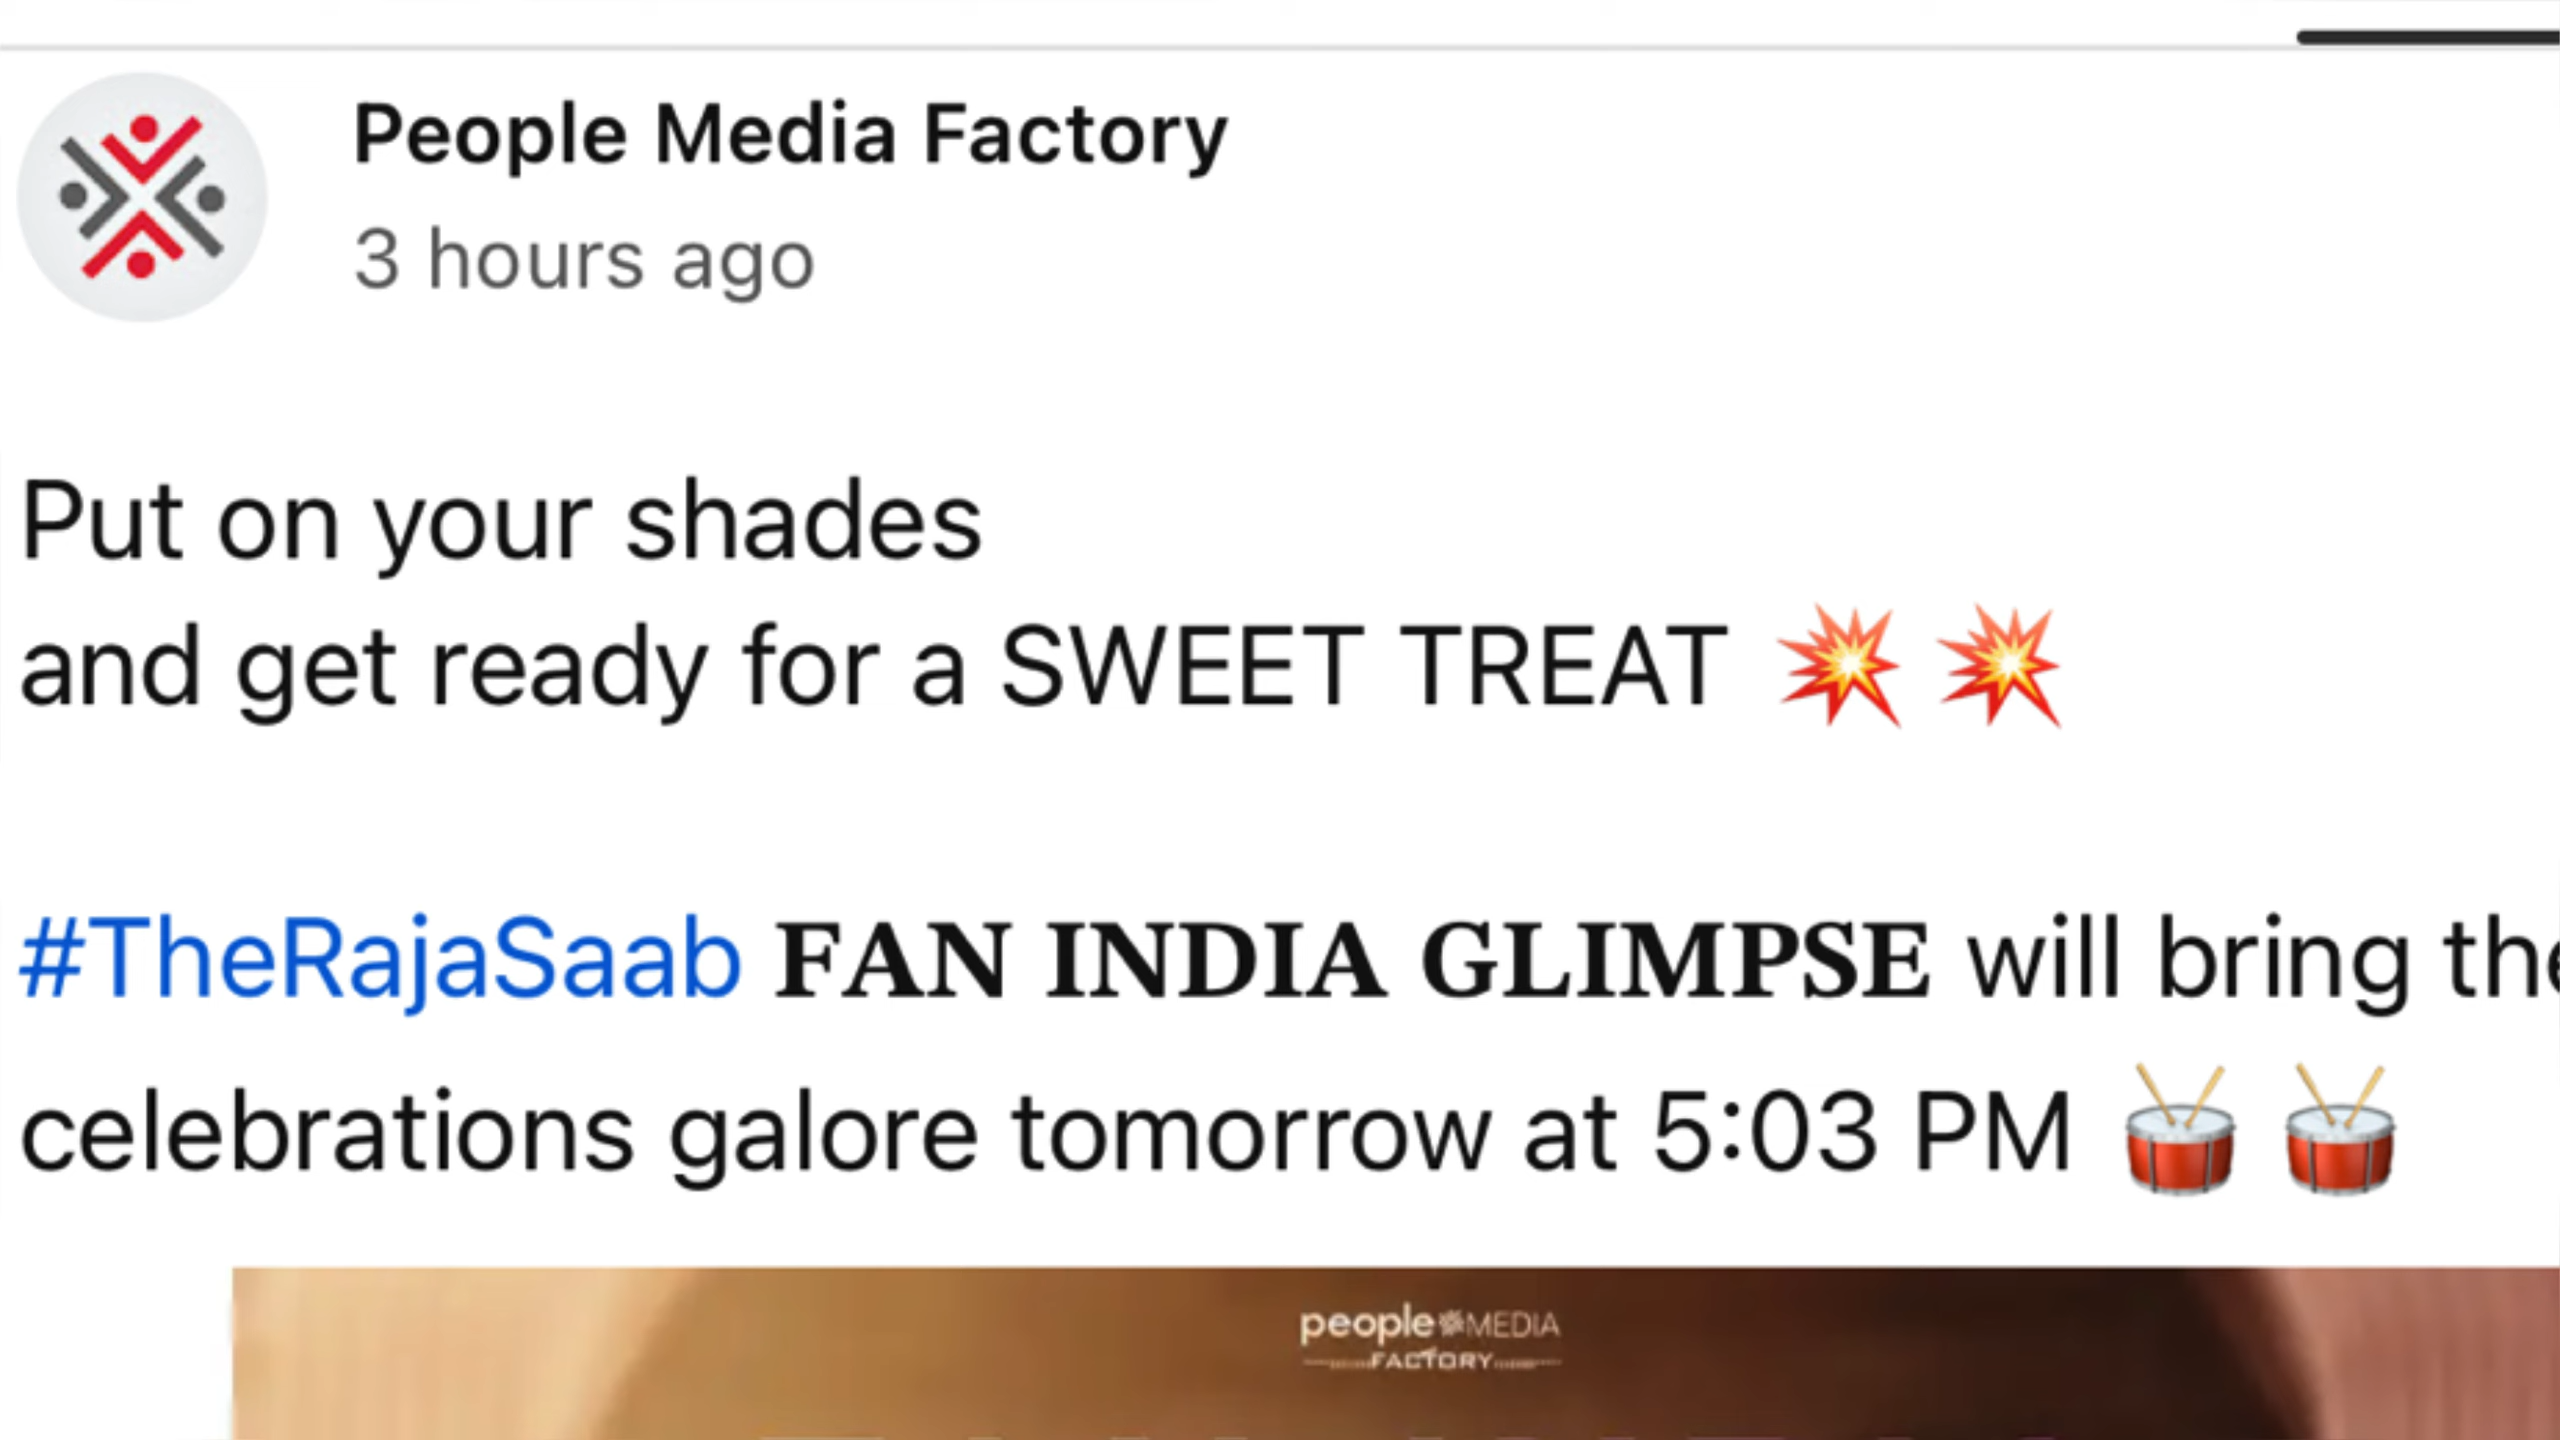 People Media Factory
3 hours ago
Put on your shades
and get ready for a SWEET TREAT 💥 💥
#TheRajaSaab FAN INDIA GLIMPSE will bring the
celebrations galore tomorrow at 5:03 PM 🥁 🥁
people MEDIA
FACTORY